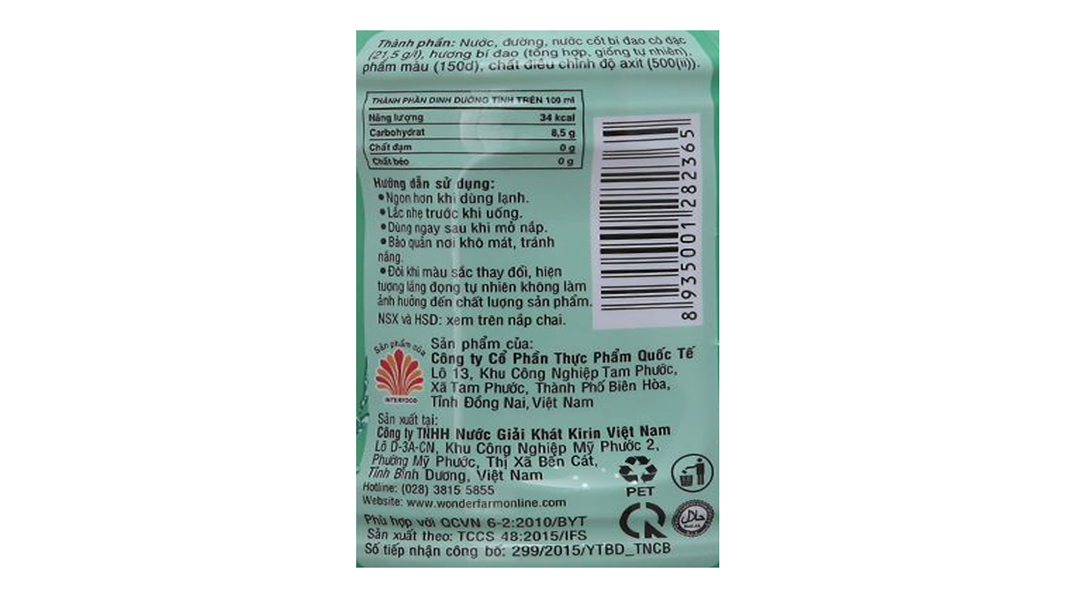 Thành phần: Nước, đường, nước cốt bí đao cô đặc
(21,5 g/l), hương bí đao (tổng hợp, giống tự nhiên),
phẩm màu (150d), chất điều chỉnh độ axit (500(ii)).
THÀNH PHẦN DINH DƯỠNG TÍNH TRÊN 100 ml
Năng lượng 34 kcal
Carbohydrat 8,5 g
Chất đạm 0 g
Chất béo 0 g
Hướng dẫn sử dụng:
•Ngon hơn khi dùng lạnh.
•Lắc nhẹ trước khi uống.
•Dùng ngay sau khi mở nắp.
•Bảo quản nơi khô mát, tránh
nắng.
•Đôi khi màu sắc thay đổi, hiện
tượng lắng đọng tự nhiên không làm
ảnh hưởng đến chất lượng sản phẩm.
NSX và HSD: xem trên nắp chai.
8 935001 282365
Sản phẩm của
INTERFOOD
Sản phẩm của:
Công ty Cổ Phần Thực Phẩm Quốc Tế
Lô 13, Khu Công Nghiệp Tam Phước,
Xã Tam Phước, Thành Phố Biên Hòa,
Tỉnh Đồng Nai, Việt Nam
Sản xuất tại:
Công ty TNHH Nước Giải Khát Kirin Việt Nam
Lô D-3A-CN, Khu Công Nghiệp Mỹ Phước 2,
Phường Mỹ Phước, Thị Xã Bến Cát,
Tỉnh Bình Dương, Việt Nam
Hotline: (028) 3815 5855
Website: www.wonderfarmonline.com
PET
Phù hợp với QCVN 6-2:2010/BYT
Sản xuất theo: TCCS 48:2015/IFS
Số tiếp nhận công bố: 299/2015/YTBD_TNCB
حلال